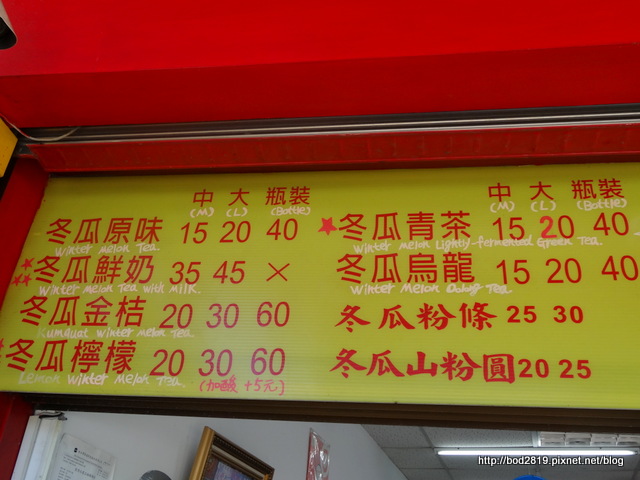 中 大 瓶裝
(M) (L) (Bottle)
冬瓜原味 15 20 40
Winter Melon Tea.
冬瓜鮮奶 35 45 ×
Winter Melon Tea with Milk.
冬瓜金桔 20 30 60
Kumquat Winter melon Tea.
冬瓜檸檬 20 30 60
Lemon Winter Melon Tea. (加酸+5元)
中 大 瓶裝
(M) (L) (Bottle)
冬瓜青茶 15 20 40
Winter Melon Lightly-fermented Green Tea.
冬瓜烏龍 15 20 40
Winter Melon Oolong Tea
冬瓜粉條 25 30
冬瓜山粉圓 20 25
http://bod2819.pixnet.net/blog